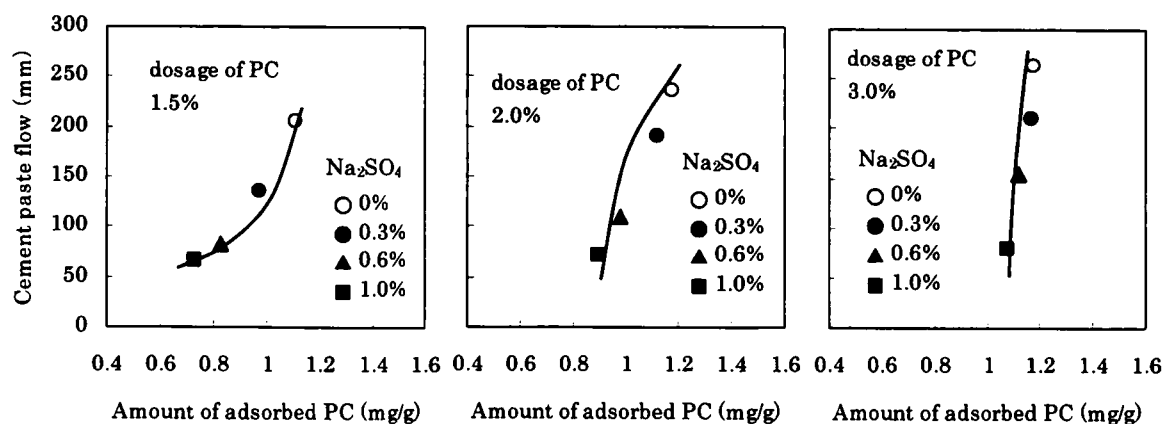 Cement paste flow (mm)
300
250
200
150
100
50
0
dosage of PC
1.5%
Na₂SO₄
0%
0.3%
0.6%
1.0%
0.4 0.6 0.8 1 1.2 1.4 1.6
Amount of adsorbed PC (mg/g)
dosage of PC
2.0%
Na₂SO₄
0%
0.3%
0.6%
1.0%
0.4 0.6 0.8 1 1.2 1.4 1.6
Amount of adsorbed PC (mg/g)
dosage of PC
3.0%
Na₂SO₄
0%
0.3%
0.6%
1.0%
0.4 0.6 0.8 1 1.2 1.4 1.6
Amount of adsorbed PC (mg/g)